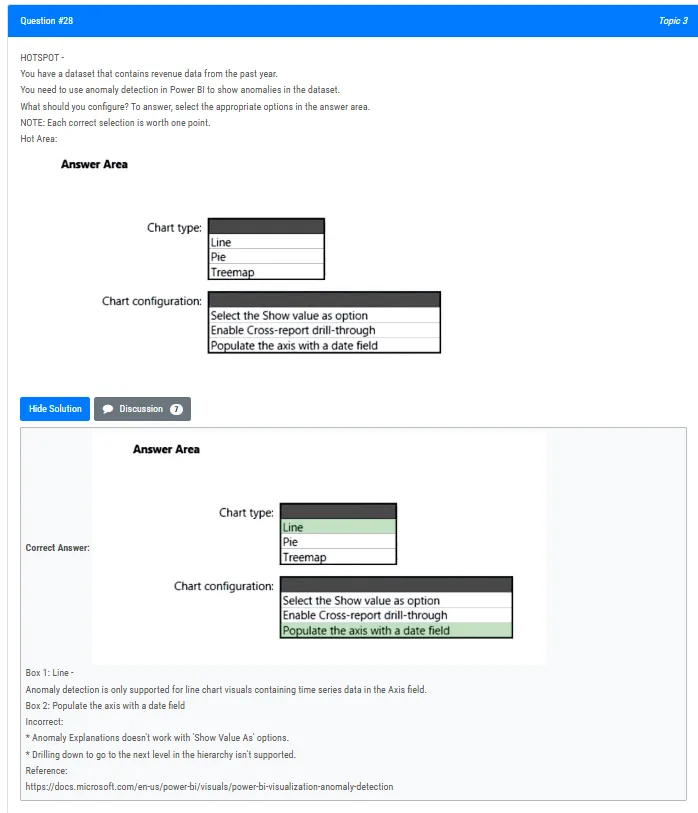 Question #28
Topic 3
HOTSPOT -
You have a dataset that contains revenue data from the past year.
You need to use anomaly detection in Power BI to show anomalies in the dataset.
What should you configure? To answer, select the appropriate options in the answer area.
NOTE: Each correct selection is worth one point.
Hot Area:
Answer Area
Chart type:
Line
Pie
Treemap
Chart configuration:
Select the Show value as option
Enable Cross-report drill-through
Populate the axis with a date field
Hide Solution
Discussion 7
Correct Answer:
Answer Area
Chart type:
Line
Pie
Treemap
Chart configuration:
Select the Show value as option
Enable Cross-report drill-through
Populate the axis with a date field
Box 1: Line -
Anomaly detection is only supported for line chart visuals containing time series data in the Axis field.
Box 2: Populate the axis with a date field
Incorrect:
* Anomaly Explanations doesn't work with 'Show Value As' options.
* Drilling down to go to the next level in the hierarchy isn't supported.
Reference:
https://docs.microsoft.com/en-us/power-bi/visuals/power-bi-visualization-anomaly-detection